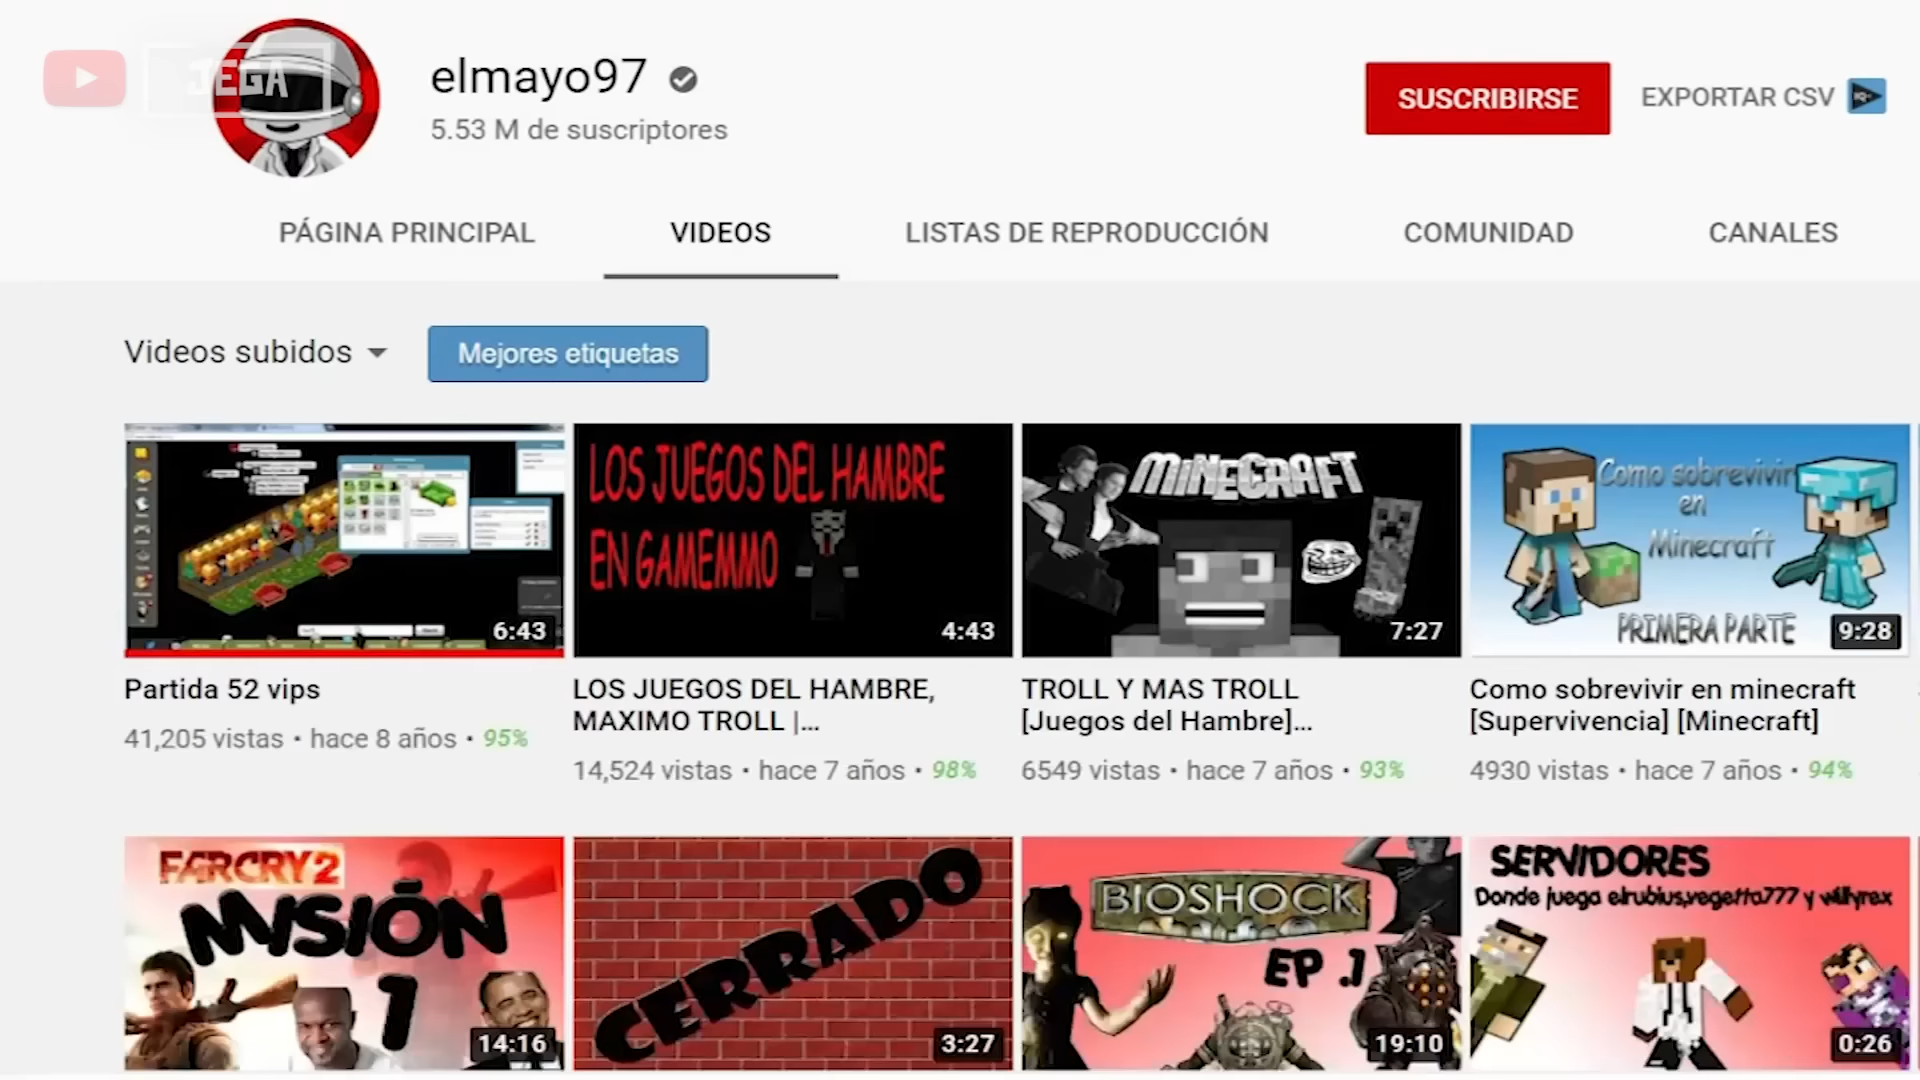 JEGA
elmayo97
5.53 M de suscriptores
SUSCRIBIRSE
EXPORTAR CSV
PÁGINA PRINCIPAL
VIDEOS
LISTAS DE REPRODUCCIÓN
COMUNIDAD
CANALES
Videos subidos
Mejores etiquetas
6:43
Partida 52 vips
41,205 vistas • hace 8 años • 95%
LOS JUEGOS DEL HAMBRE
EN GAMEMMO
4:43
LOS JUEGOS DEL HAMBRE,
MAXIMO TROLL |...
14,524 vistas • hace 7 años • 98%
MINECRAFT
7:27
TROLL Y MAS TROLL
[Juegos del Hambre]...
6549 vistas • hace 7 años • 93%
Como sobrevivir
en
Minecraft
PRIMERA PARTE
9:28
Como sobrevivir en minecraft
[Supervivencia] [Minecraft]
4930 vistas • hace 7 años • 94%
FARCRY 2
MISIÓN
1
14:16
CERRADO
3:27
BIOSHOCK
EP .1
19:10
SERVIDORES
Donde juega elrubius,vegetta777 y willyrex
0:26